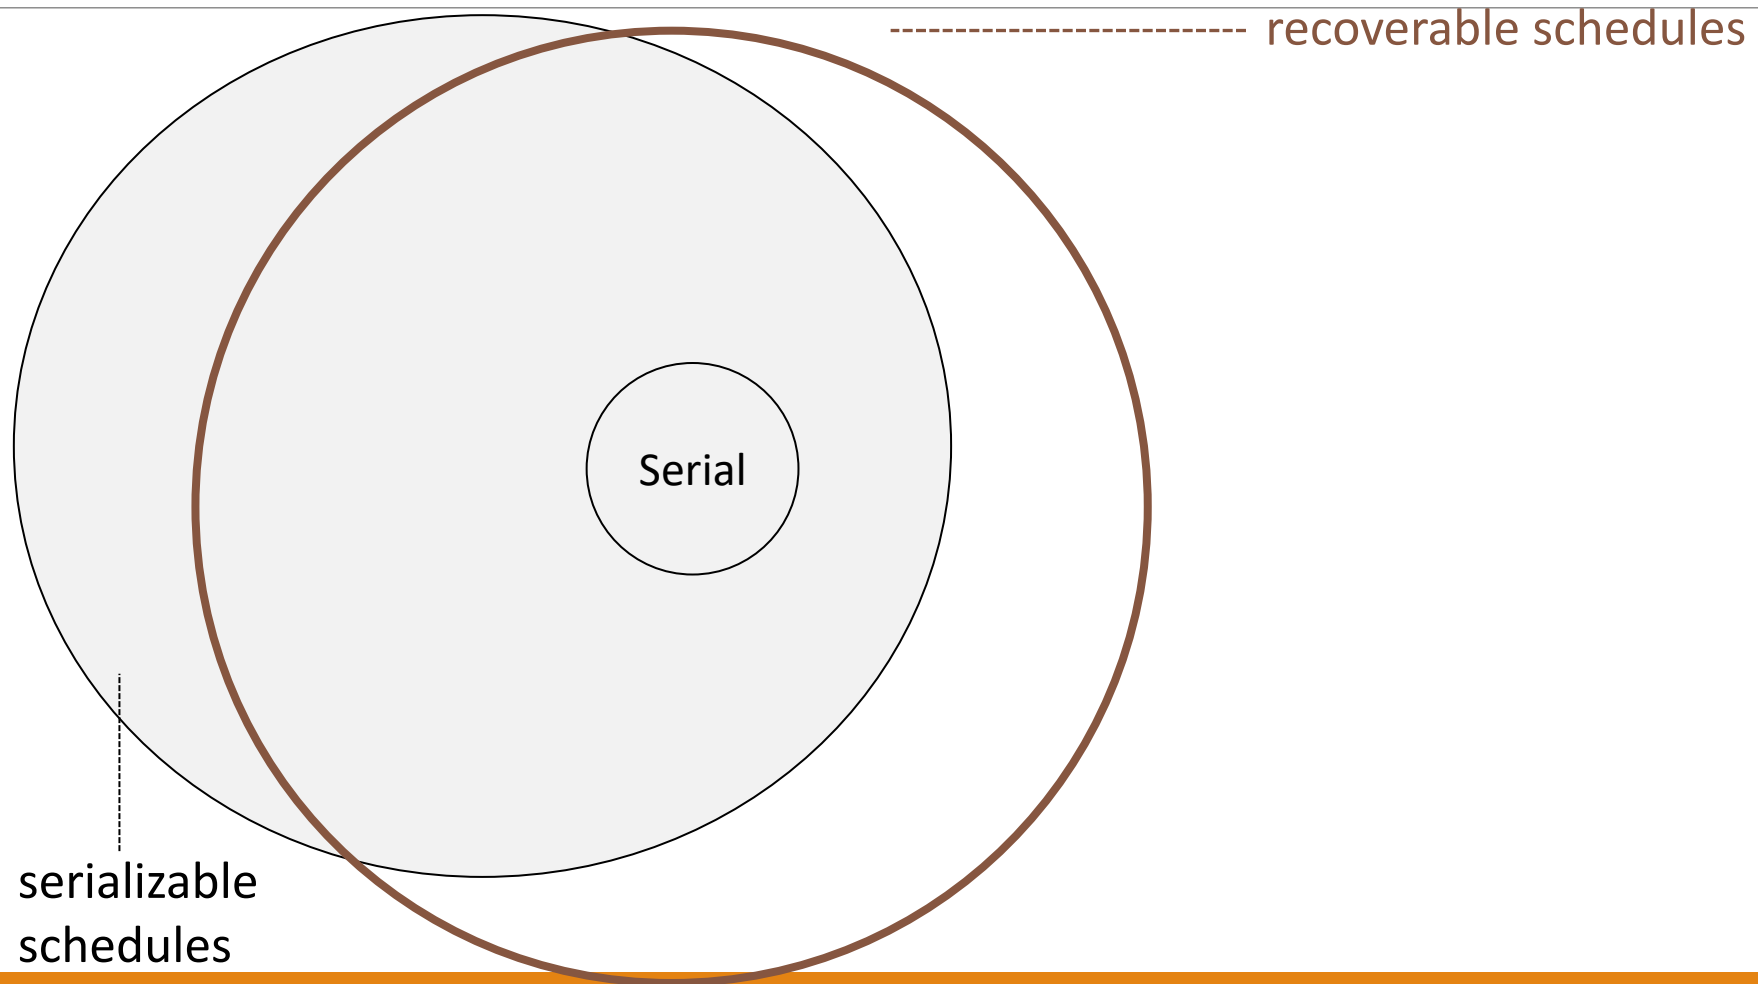 recoverable schedules
Serial
serializable
schedules